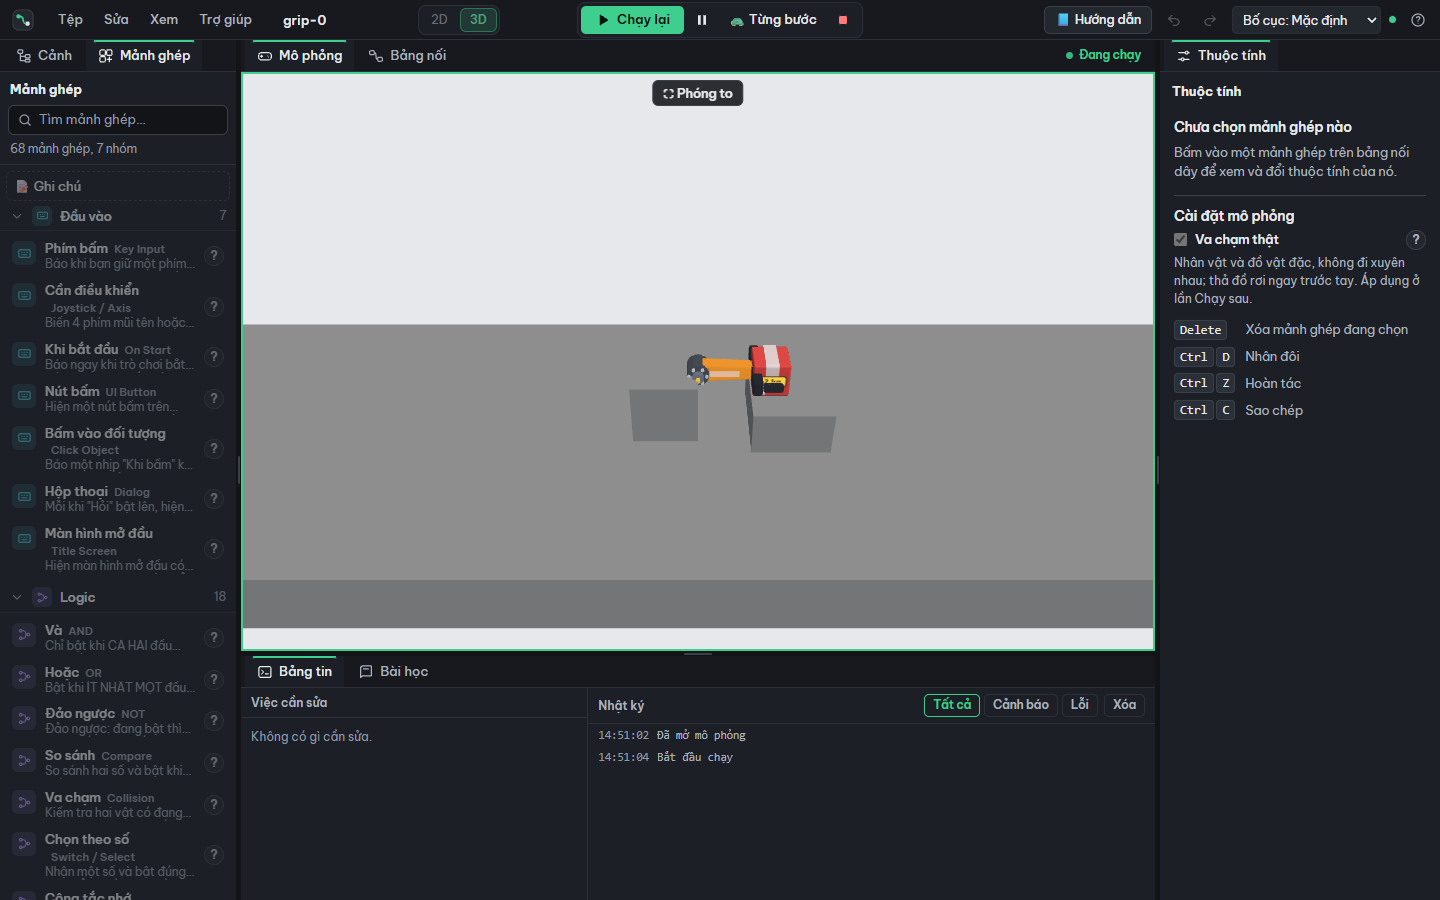 Tệp Sửa Xem Trợ giúp grip-0 2D 3D Chạy lại Từng bước Hướng dẫn Bố cục: Mặc định
Cảnh Mảnh ghép Mô phỏng Bảng nối Đang chạy Thuộc tính
Mảnh ghép
Tìm mảnh ghép...
68 mảnh ghép, 7 nhóm
Ghi chú
Đầu vào 7
Phím bấm Key Input
Báo khi bạn giữ một phím...
Cần điều khiển
Joystick / Axis
Biến 4 phím mũi tên hoặc...
Khi bắt đầu On Start
Báo ngay khi trò chơi bắt...
Nút bấm UI Button
Hiện một nút bấm trên...
Bấm vào đối tượng
Click Object
Báo một nhịp "Khi bấm" k...
Hộp thoại Dialog
Mỗi khi "Hỏi" bật lên, hiện...
Màn hình mở đầu
Title Screen
Hiện màn hình mở đầu có...
Logic 18
Và AND
Chỉ bật khi CẢ HAI đầu...
Hoặc OR
Bật khi ÍT NHẤT MỘT đầu...
Đảo ngược NOT
Đảo ngược: đang bật thì...
So sánh Compare
So sánh hai số và bật khi...
Va chạm Collision
Kiểm tra hai vật có đang...
Chọn theo số
Switch / Select
Nhận một số và bật đúng...
Công tắc nhớ
Phóng to
Bảng tin Bài học
Việc cần sửa
Không có gì cần sửa.
Nhật ký Tất cả Cảnh báo Lỗi Xóa
14:51:02 Đã mở mô phỏng
14:51:04 Bắt đầu chạy
Thuộc tính
Chưa chọn mảnh ghép nào
Bấm vào một mảnh ghép trên bảng nối
dây để xem và đổi thuộc tính của nó.
Cài đặt mô phỏng
Va chạm thật ?
Nhân vật và đồ vật đặc, không đi xuyên
nhau; thả đồ rơi ngay trước tay. Áp dụng ở
lần Chạy sau.
Delete Xóa mảnh ghép đang chọn
Ctrl D Nhân đôi
Ctrl Z Hoàn tác
Ctrl C Sao chép